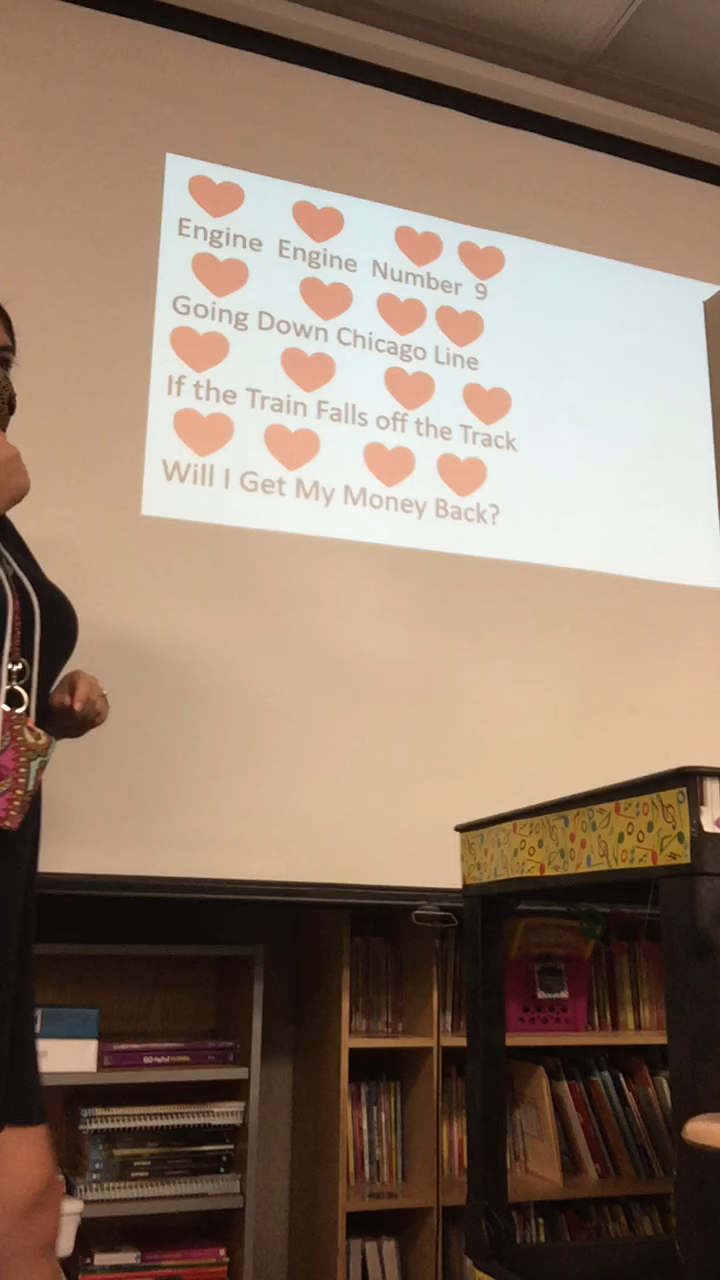 Engine Engine Number 9
Going Down Chicago Line
If the Train Falls off the Track
Will I Get My Money Back?